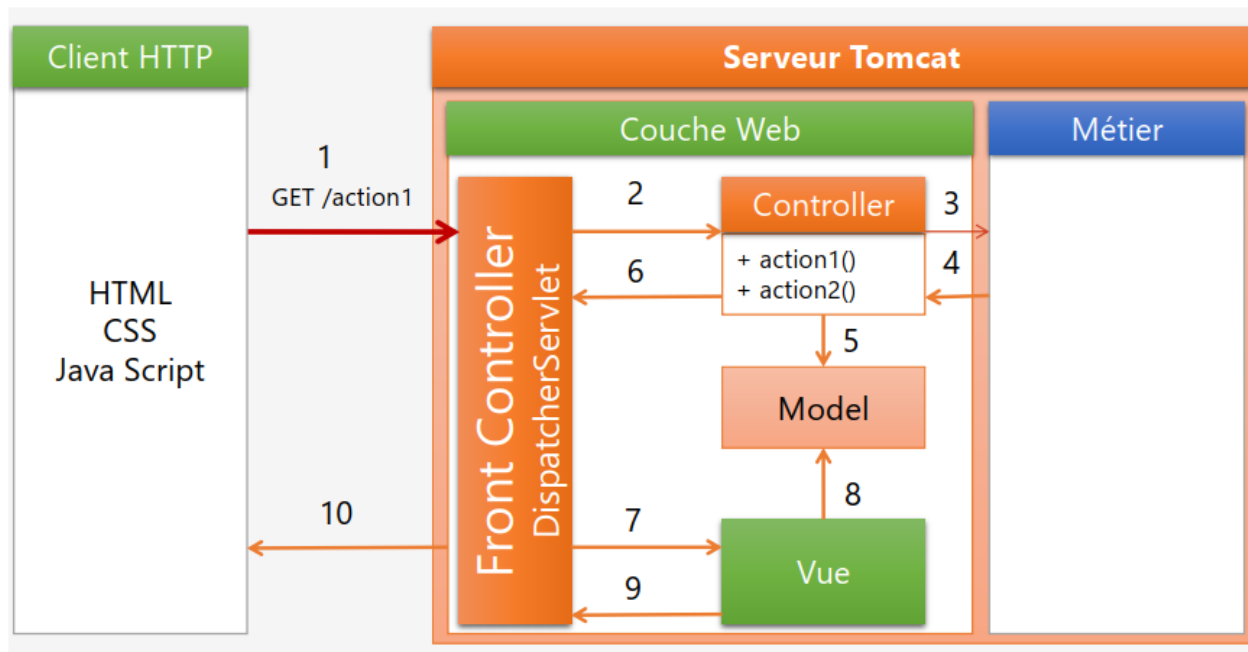 Client HTTP
Serveur Tomcat
Couche Web
Métier
1
GET /action1
2
Controller
3
+ action1()
+ action2()
4
6
HTML
CSS
Java Script
Front Controller
DispatcherServlet
5
Model
8
10
7
Vue
9